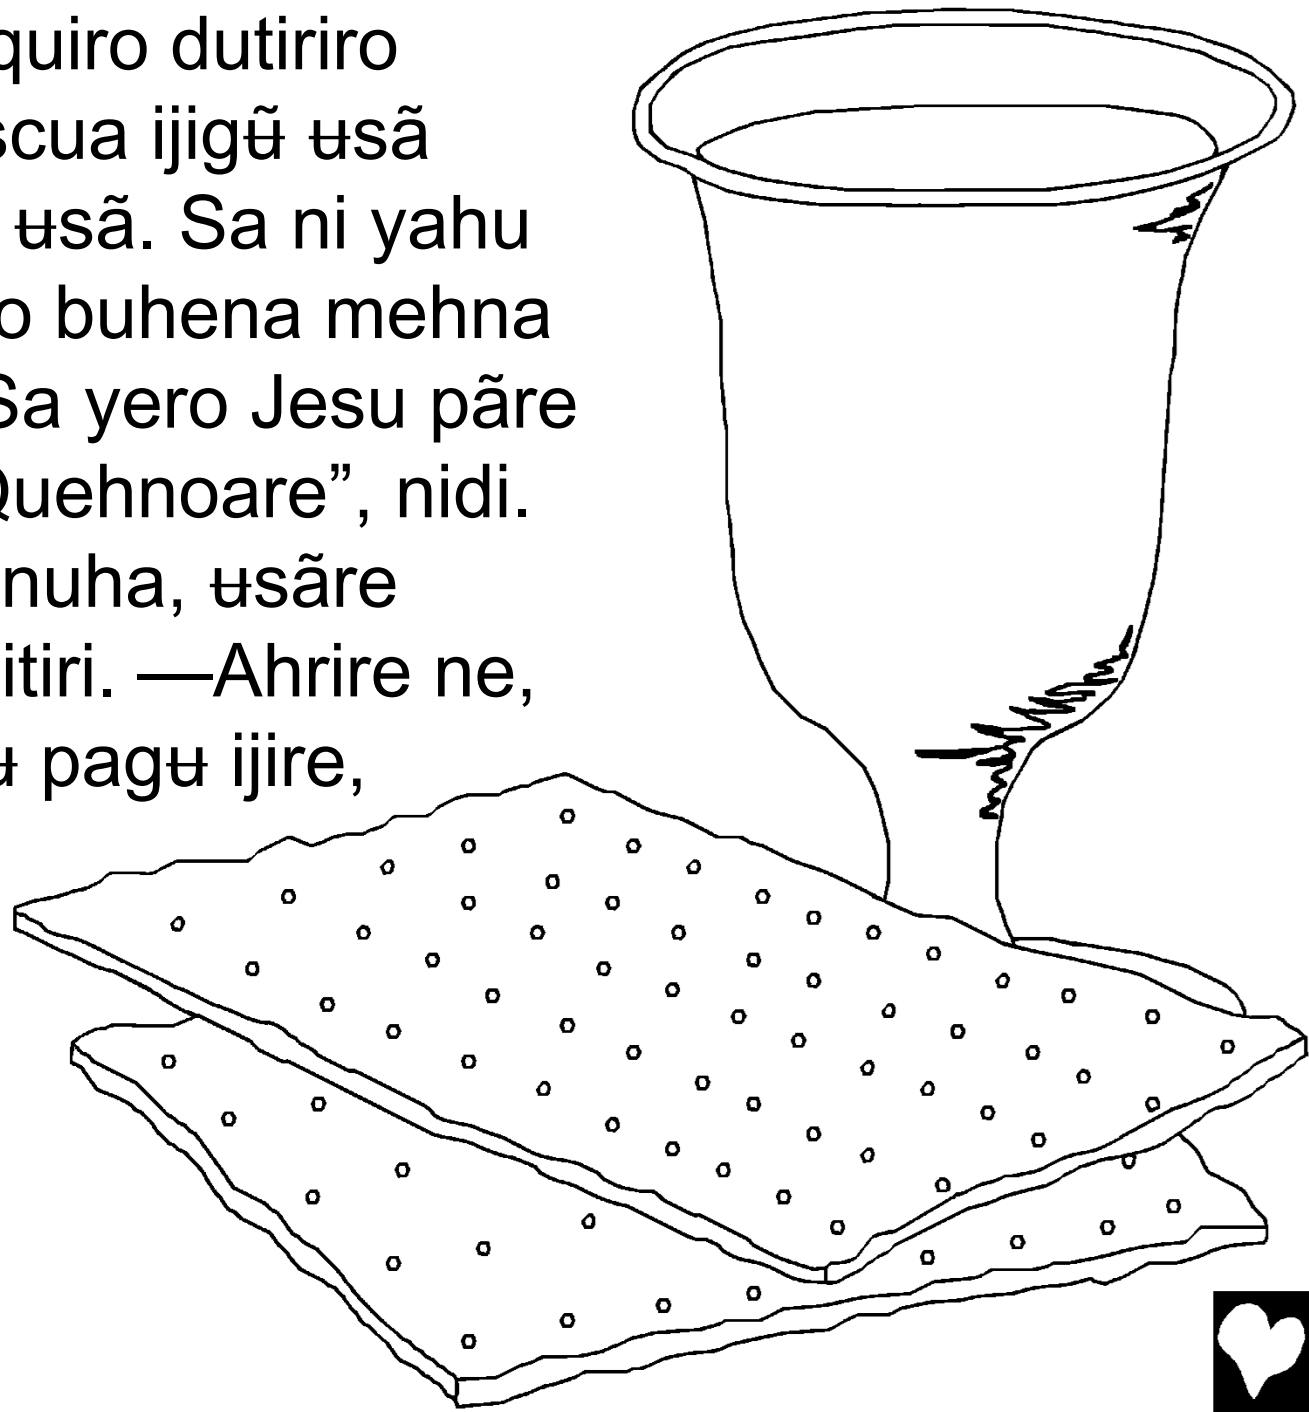 quiro dutiriro
scua ijigʉ̃ ʉsã
ʉsã. Sa ni yahu
o buhena mehna
Sa yero Jesu pãre
Quehnoare”, nidi.
nuha, ʉsãre
itiri. —Ahrire ne,
ʉ pagʉ ijire,